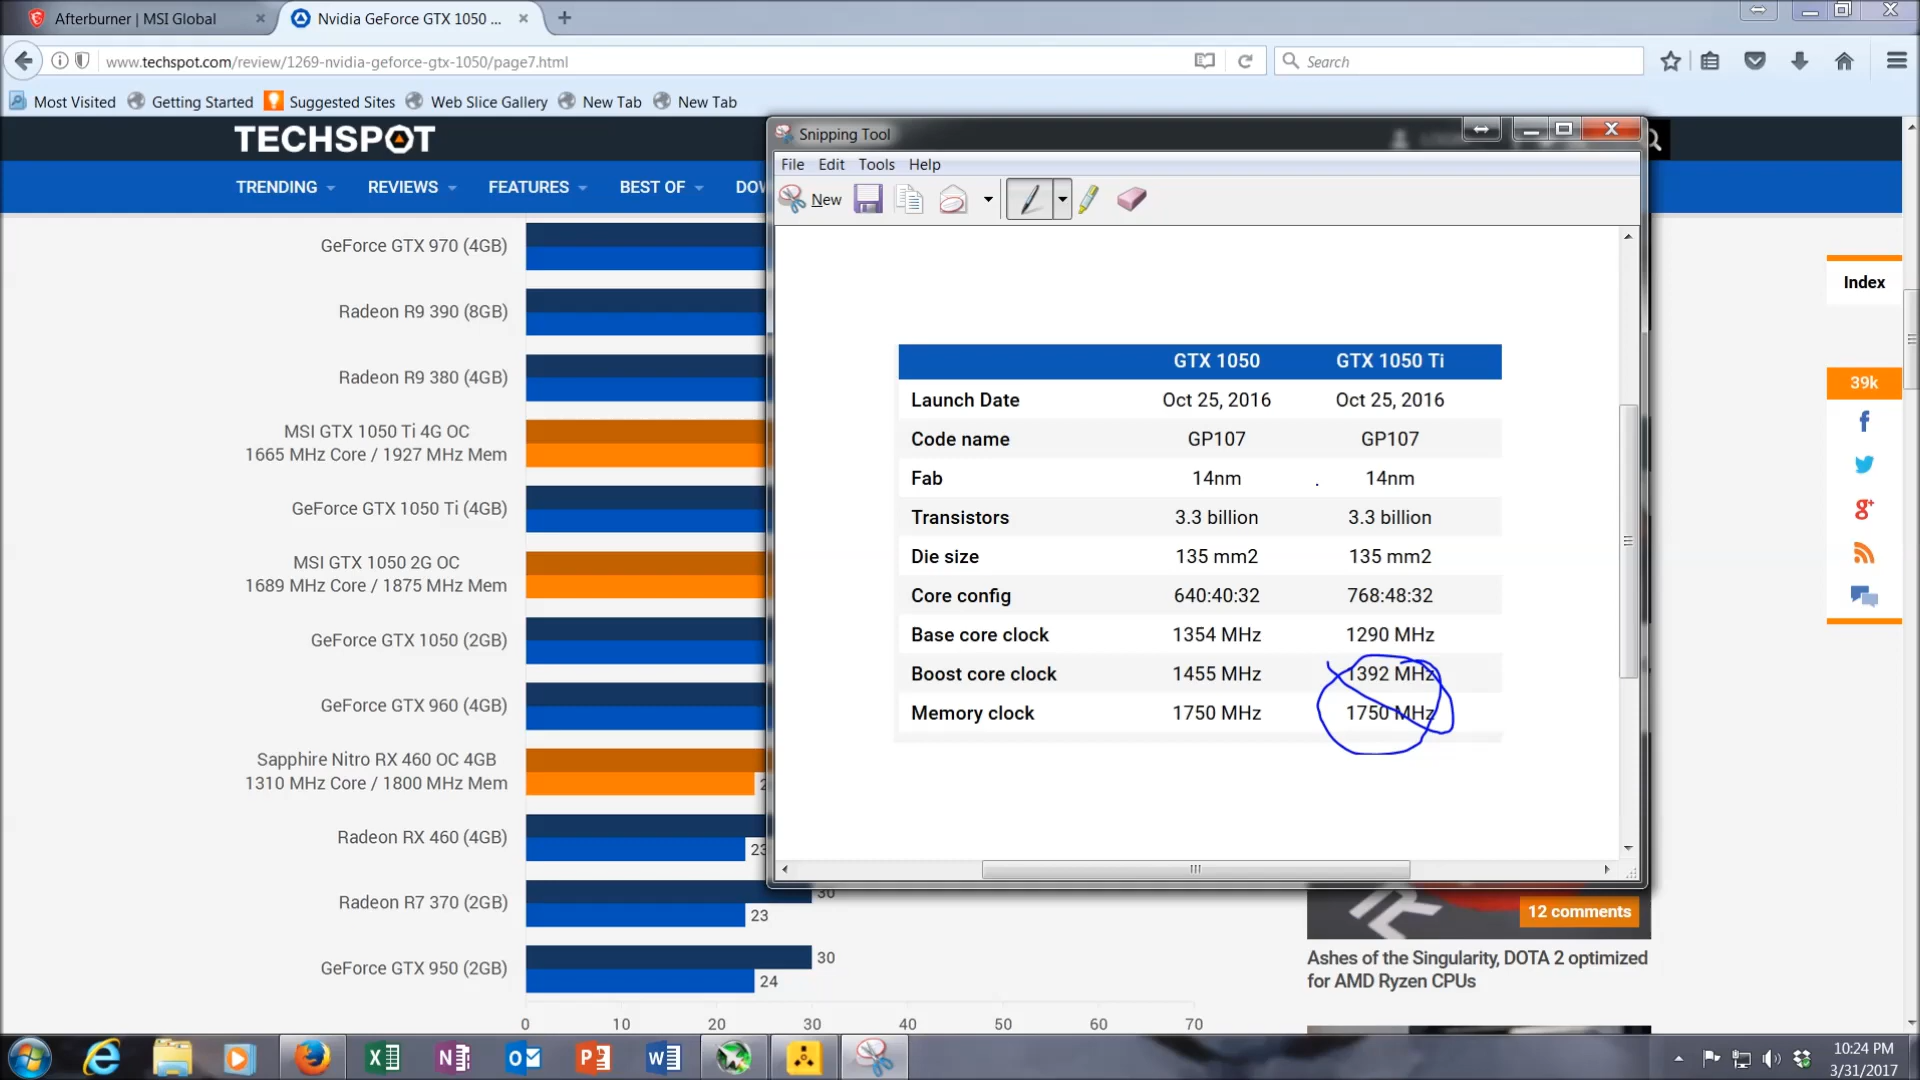 Afterburner | MSI Global
Nvidia GeForce GTX 1050 ...
www.techspot.com/review/1269-nvidia-geforce-gtx-1050/page7.html
Search
Most Visited Getting Started Suggested Sites Web Slice Gallery New Tab New Tab
TECHSPOT
TRENDING REVIEWS FEATURES BEST OF
Snipping Tool
File Edit Tools Help
New
GeForce GTX 970 (4GB)
Radeon R9 390 (8GB)
Radeon R9 380 (4GB)
MSI GTX 1050 Ti 4G OC
1665 MHz Core / 1927 MHz Mem
GeForce GTX 1050 Ti (4GB)
MSI GTX 1050 2G OC
1689 MHz Core / 1875 MHz Mem
GeForce GTX 1050 (2GB)
GeForce GTX 960 (4GB)
Sapphire Nitro RX 460 OC 4GB
1310 MHz Core / 1800 MHz Mem
Radeon RX 460 (4GB)
23
Radeon R7 370 (2GB)
30
23
GeForce GTX 950 (2GB)
30
24
0 10 20 30 40 50 60 70
GTX 1050 GTX 1050 Ti
Launch Date Oct 25, 2016 Oct 25, 2016
Code name GP107 GP107
Fab 14nm 14nm
Transistors 3.3 billion 3.3 billion
Die size 135 mm2 135 mm2
Core config 640:40:32 768:48:32
Base core clock 1354 MHz 1290 MHz
Boost core clock 1455 MHz 1392 MHz
Memory clock 1750 MHz 1750 MHz
Index
39k
12 comments
Ashes of the Singularity, DOTA 2 optimized
for AMD Ryzen CPUs
10:24 PM
3/31/2017